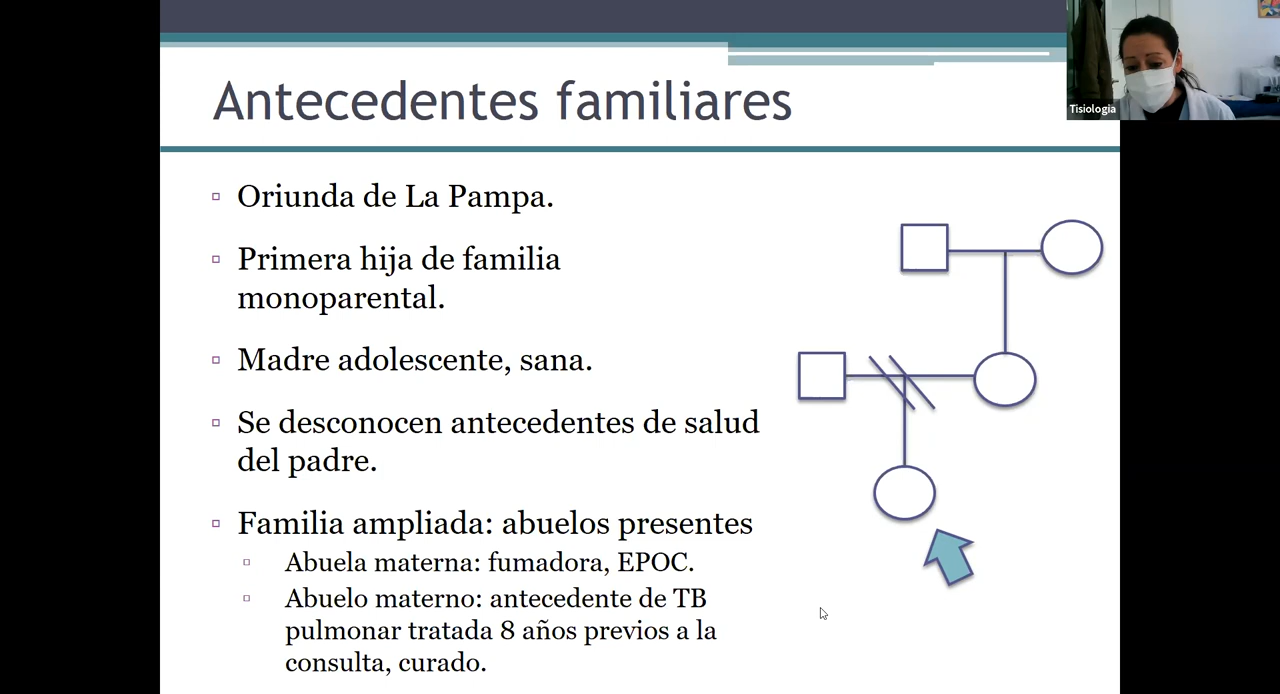 Antecedentes familiares
Tisiologia
Oriunda de La Pampa.
Primera hija de familia
monoparental.
Madre adolescente, sana.
Se desconocen antecedentes de salud
del padre.
Familia ampliada: abuelos presentes
Abuela materna: fumadora, EPOC.
Abuelo materno: antecedente de TB
pulmonar tratada 8 años previos a la
consulta, curado.